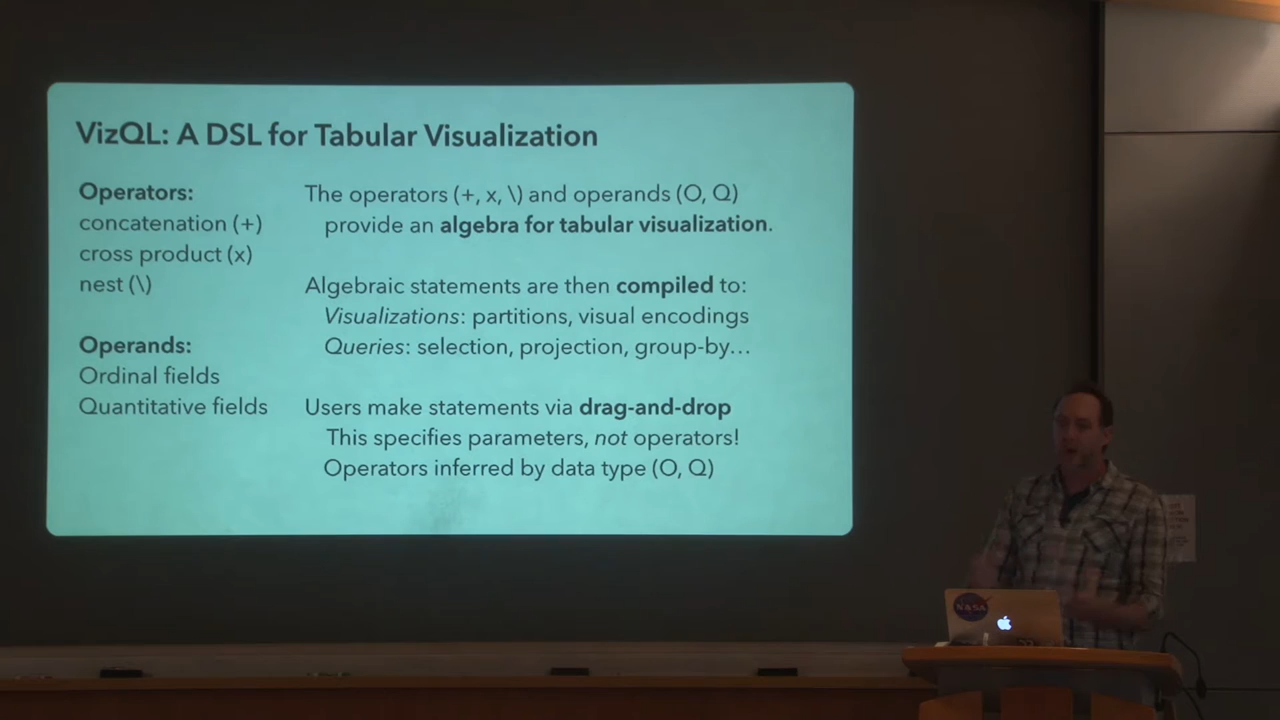 VizQL: A DSL for Tabular Visualization
Operators:
concatenation (+)
cross product (x)
nest (\)
Operands:
Ordinal fields
Quantitative fields
The operators (+, x, \) and operands (O, Q)
provide an algebra for tabular visualization.
Algebraic statements are then compiled to:
Visualizations: partitions, visual encodings
Queries: selection, projection, group-by…
Users make statements via drag-and-drop
This specifies parameters, not operators!
Operators inferred by data type (O, Q)
NASA